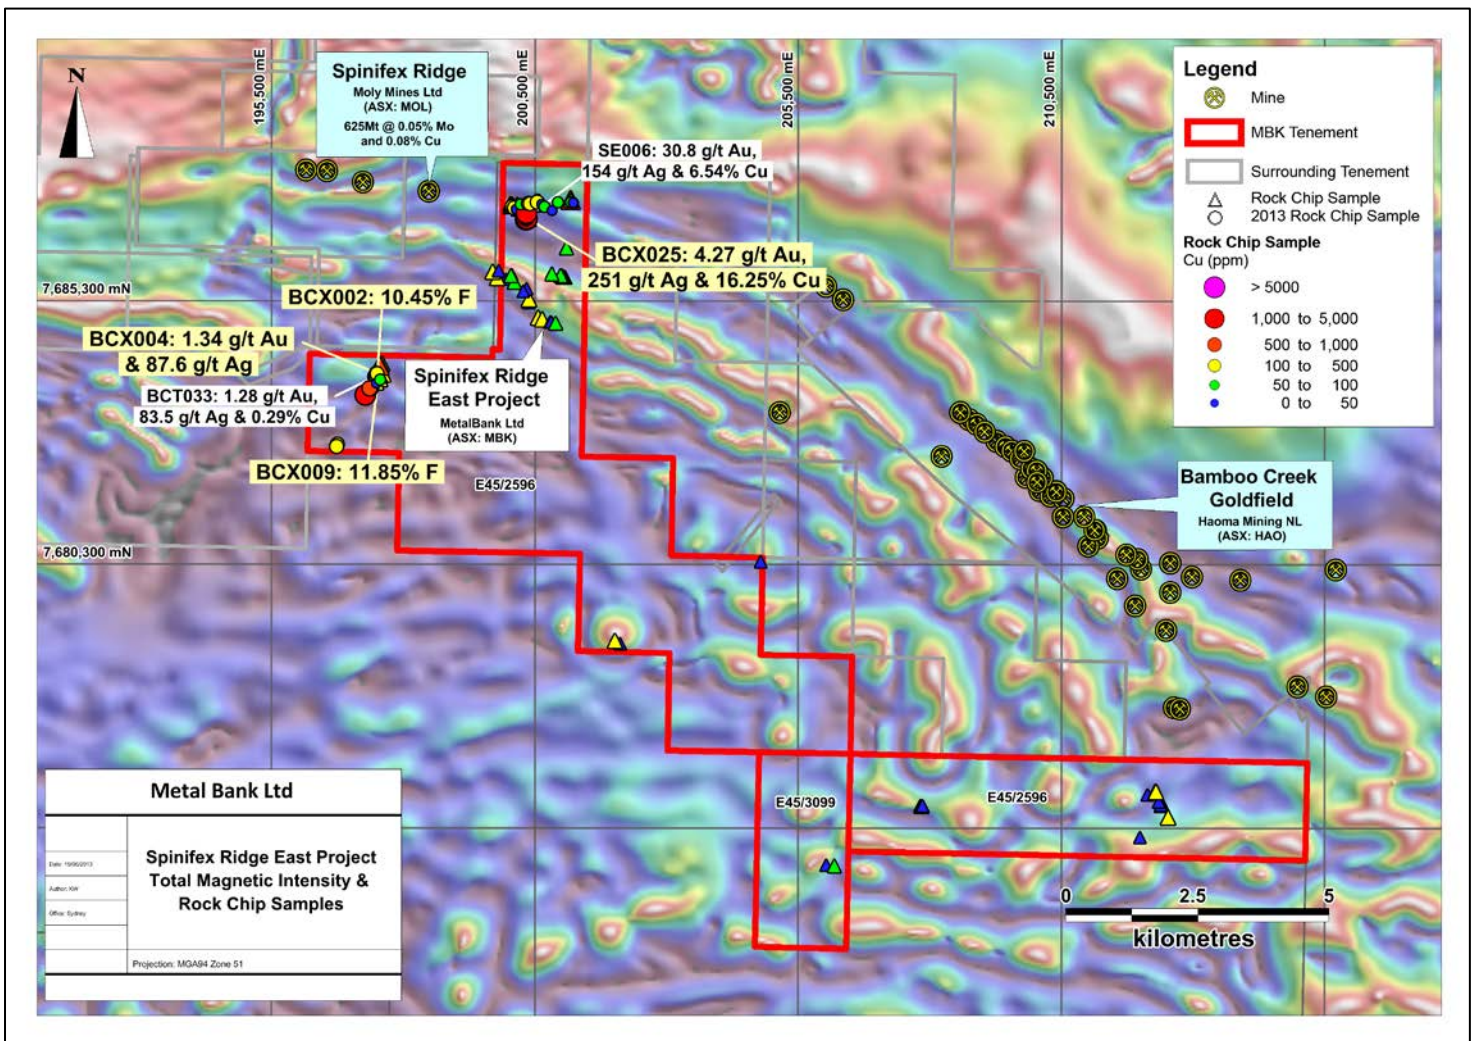 195,500 mE
200,500 mE
205,500 mE
210,500 mE
N
Spinifex Ridge
Moly Mines Ltd
(ASX: MOL)
625Mt @ 0.05% Mo
and 0.08% Cu
SE006: 30.8 g/t Au,
154 g/t Ag & 6.54% Cu
BCX025: 4.27 g/t Au,
251 g/t Ag & 16.25% Cu
7,685,300 mN
BCX002: 10.45% F
BCX004: 1.34 g/t Au
& 87.6 g/t Ag
BCT033: 1.28 g/t Au,
83.5 g/t Ag & 0.29% Cu
Spinifex Ridge
East Project
MetalBank Ltd
(ASX: MBK)
BCX009: 11.85% F
E45/2596
7,680,300 mN
Bamboo Creek
Goldfield
Haoma Mining NL
(ASX: HAO)
E45/3099
E45/2596
Legend
Mine
MBK Tenement
Surrounding Tenement
Rock Chip Sample
2013 Rock Chip Sample
Rock Chip Sample
Cu (ppm)
> 5000
1,000 to 5,000
500 to 1,000
100 to 500
50 to 100
0 to 50
0 2.5 5
kilometres
Metal Bank Ltd
Author: KW
Office: Sydney
Spinifex Ridge East Project
Total Magnetic Intensity &
Rock Chip Samples
Projection: MGA94 Zone 51